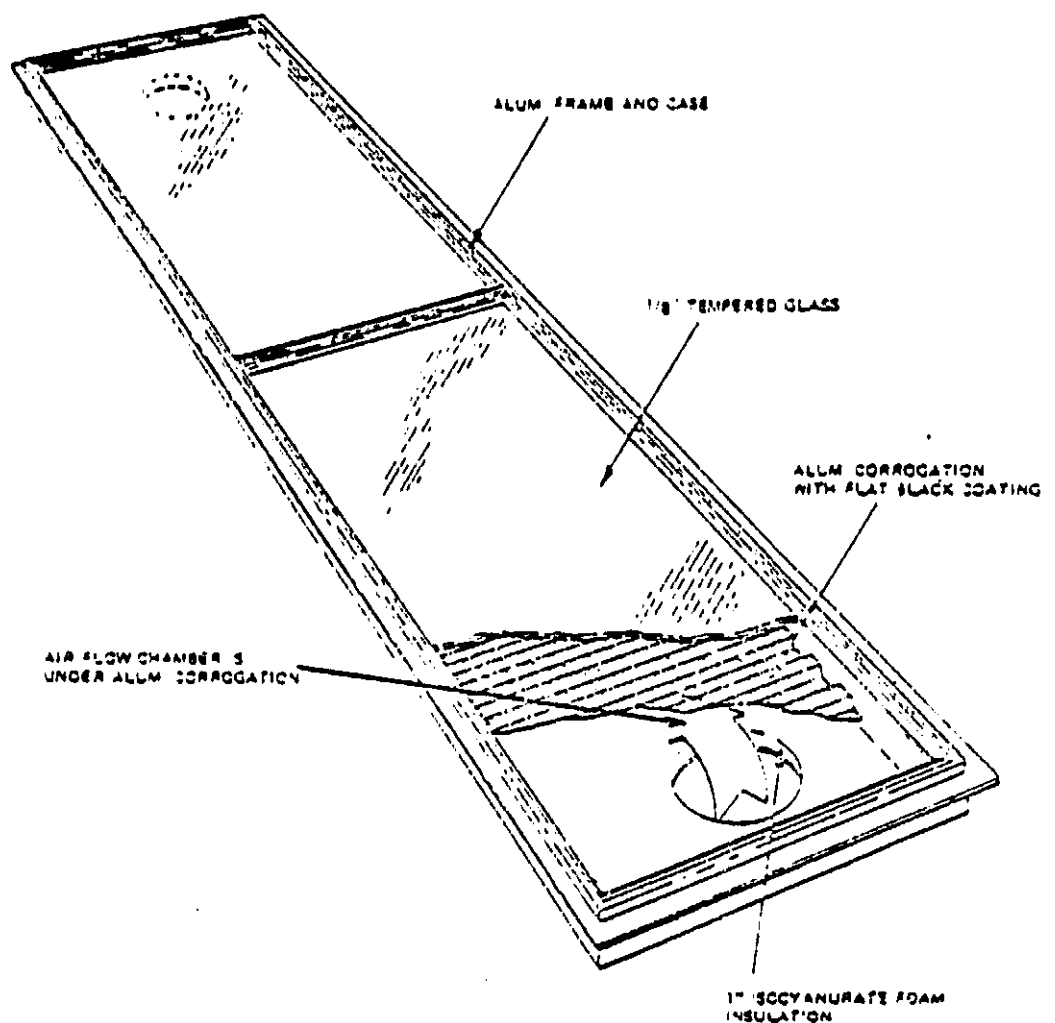 ALUM. FRAME AND CASE
1/8" TEMPERED GLASS
ALUM CORROGATION
WITH FLAT BLACK COATING
AIR FLOW CHAMBER IS
UNDER ALUM CORROGATION
1" ISOCYANURATE FOAM
INSULATION